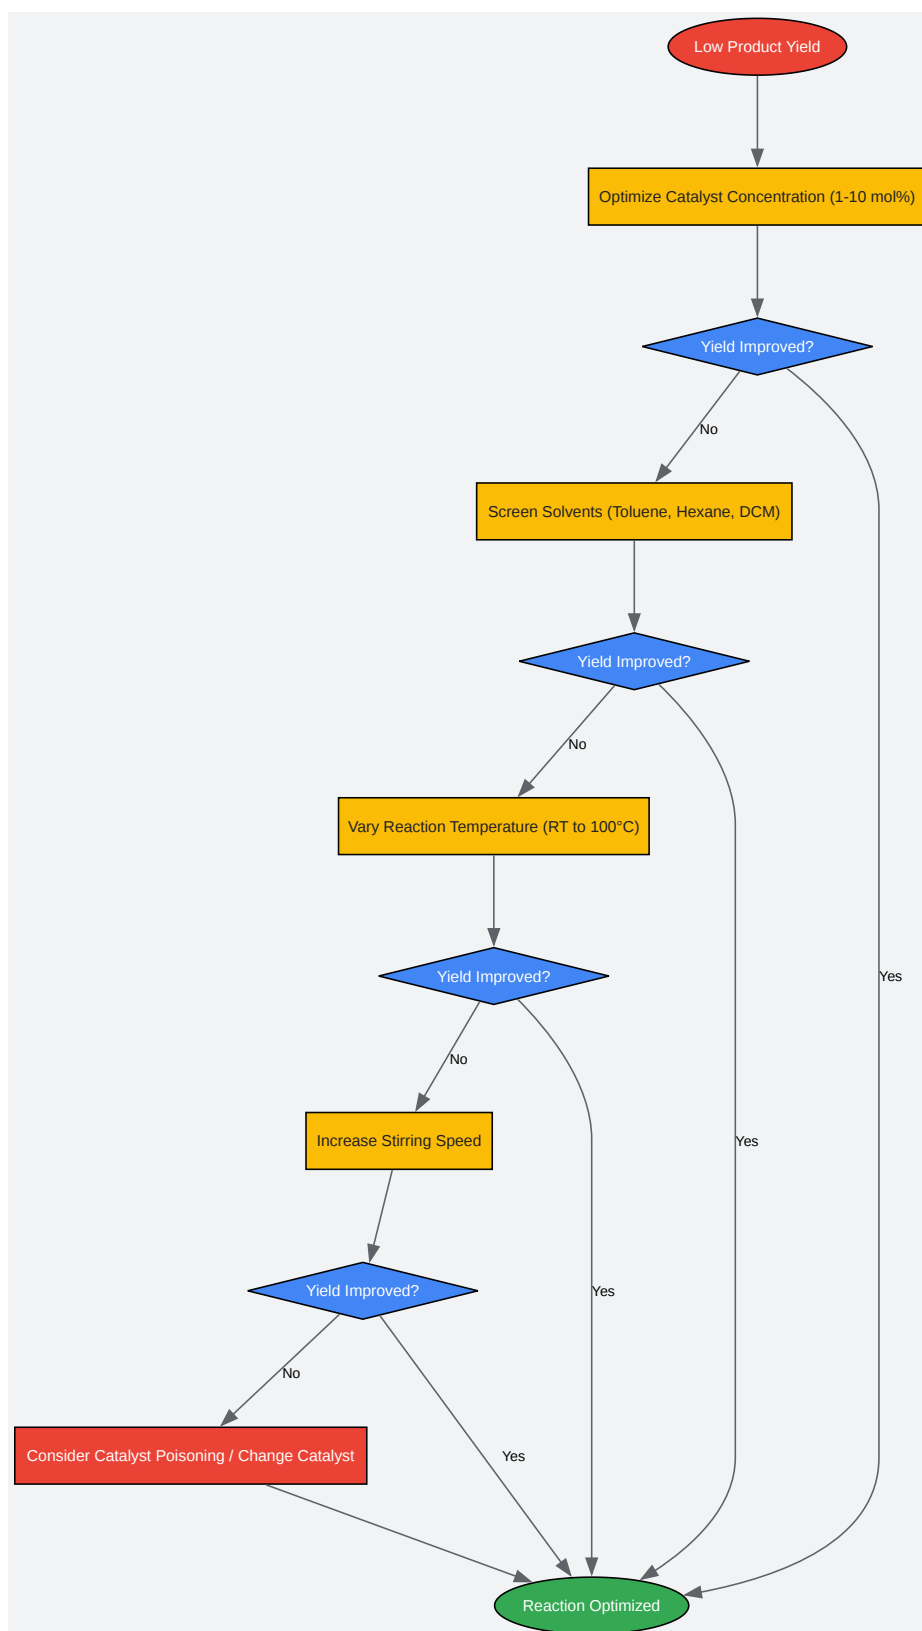 Low Product Yield
Optimize Catalyst Concentration (1-10 mol%)
Yield Improved?
No
Screen Solvents (Toluene, Hexane, DCM)
Yield Improved?
No
Vary Reaction Temperature (RT to 100°C)
Yield Improved?
Yes
No
Increase Stirring Speed
Yes
Yield Improved?
Yes
No
Consider Catalyst Poisoning / Change Catalyst
Yes
Reaction Optimized